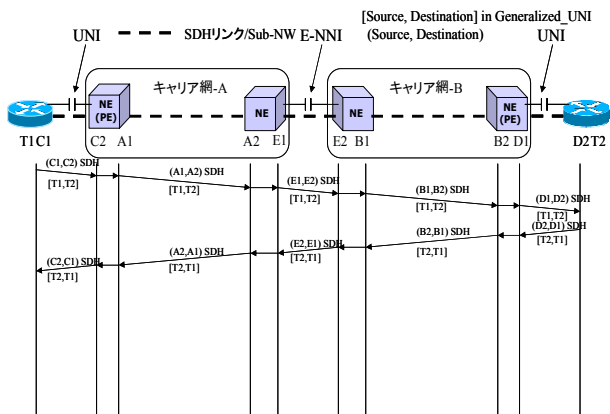 [Source, Destination] in Generalized_UNI
UNI
SDHリンク/Sub-NW
E-NNI
(Source, Destination)
UNI
キャリア網-A
キャリア網-B
NE
(PE)
NE
NE
NE
(PE)
T1C1
C2
A1
A2
E1
E2
B1
B2
D1
D2T2
(C1,C2) SDH
[T1,T2]
(A1,A2) SDH
[T1,T2]
(E1,E2) SDH
[T1,T2]
(B1,B2) SDH
[T1,T2]
(D1,D2) SDH
[T1,T2]
(D2,D1) SDH
[T2,T1]
(B2,B1) SDH
[T2,T1]
(E2,E1) SDH
[T2,T1]
(A2,A1) SDH
[T2,T1]
(C2,C1) SDH
[T2,T1]